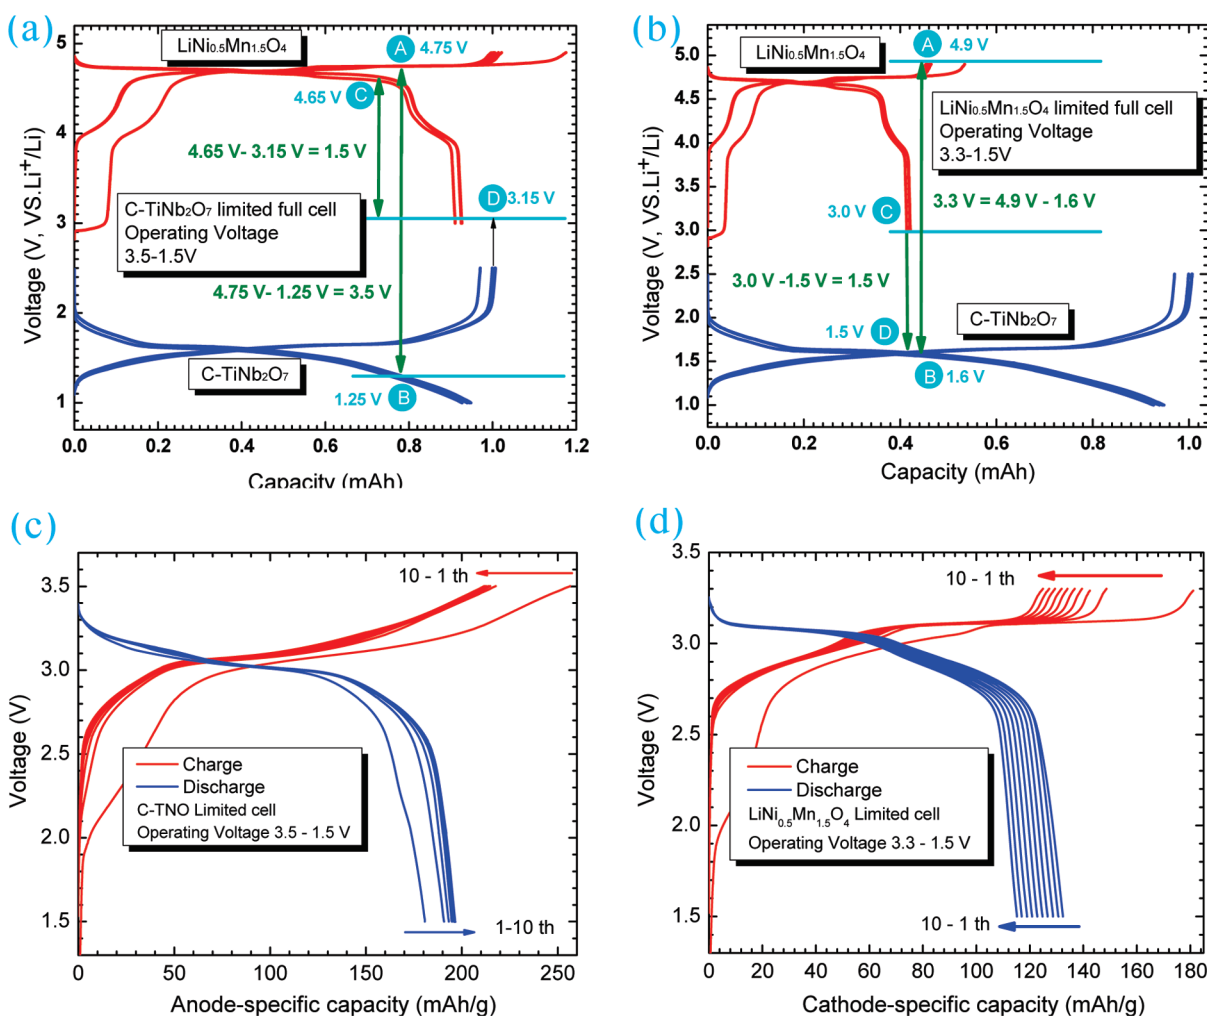 (a)
LiNi0.5Mn1.5O4
A 4.75 V
4.65 V C
4.65 V- 3.15 V = 1.5 V
C-TiNb2O7 limited full cell
Operating Voltage
3.5-1.5V
D 3.15 V
4.75 V- 1.25 V = 3.5 V
C-TiNb2O7
1.25 V B
5
4
3
2
1
Voltage (V, VS.Li+/Li)
0.0 0.2 0.4 0.6 0.8 1.0 1.2
Capacity (mAh)
(b)
LiNi0.5Mn1.5O4
A 4.9 V
LiNi0.5Mn1.5O4 limited full cell
Operating Voltage
3.3-1.5V
3.0 V C
3.3 V = 4.9 V - 1.6 V
3.0 V -1.5 V = 1.5 V
C-TiNb2O7
1.5 V D
B 1.6 V
5.0
4.5
4.0
3.5
3.0
2.5
2.0
1.5
1.0
Voltage (V, VS.Li+/Li)
0.0 0.2 0.4 0.6 0.8 1.0
Capacity (mAh)
(c)
10 - 1 th
Charge
Discharge
C-TNO Limited cell
Operating Voltage 3.5 - 1.5 V
1-10 th
3.5
3.0
2.5
2.0
1.5
Voltage (V)
0 50 100 150 200 250
Anode-specific capacity (mAh/g)
(d)
10 - 1 th
Charge
Discharge
LiNi0.5Mn1.5O4 Limited cell
Operating Voltage 3.3 - 1.5 V
10 - 1 th
3.5
3.0
2.5
2.0
1.5
Voltage (V)
0 20 40 60 80 100 120 140 160 180
Cathode-specific capacity (mAh/g)